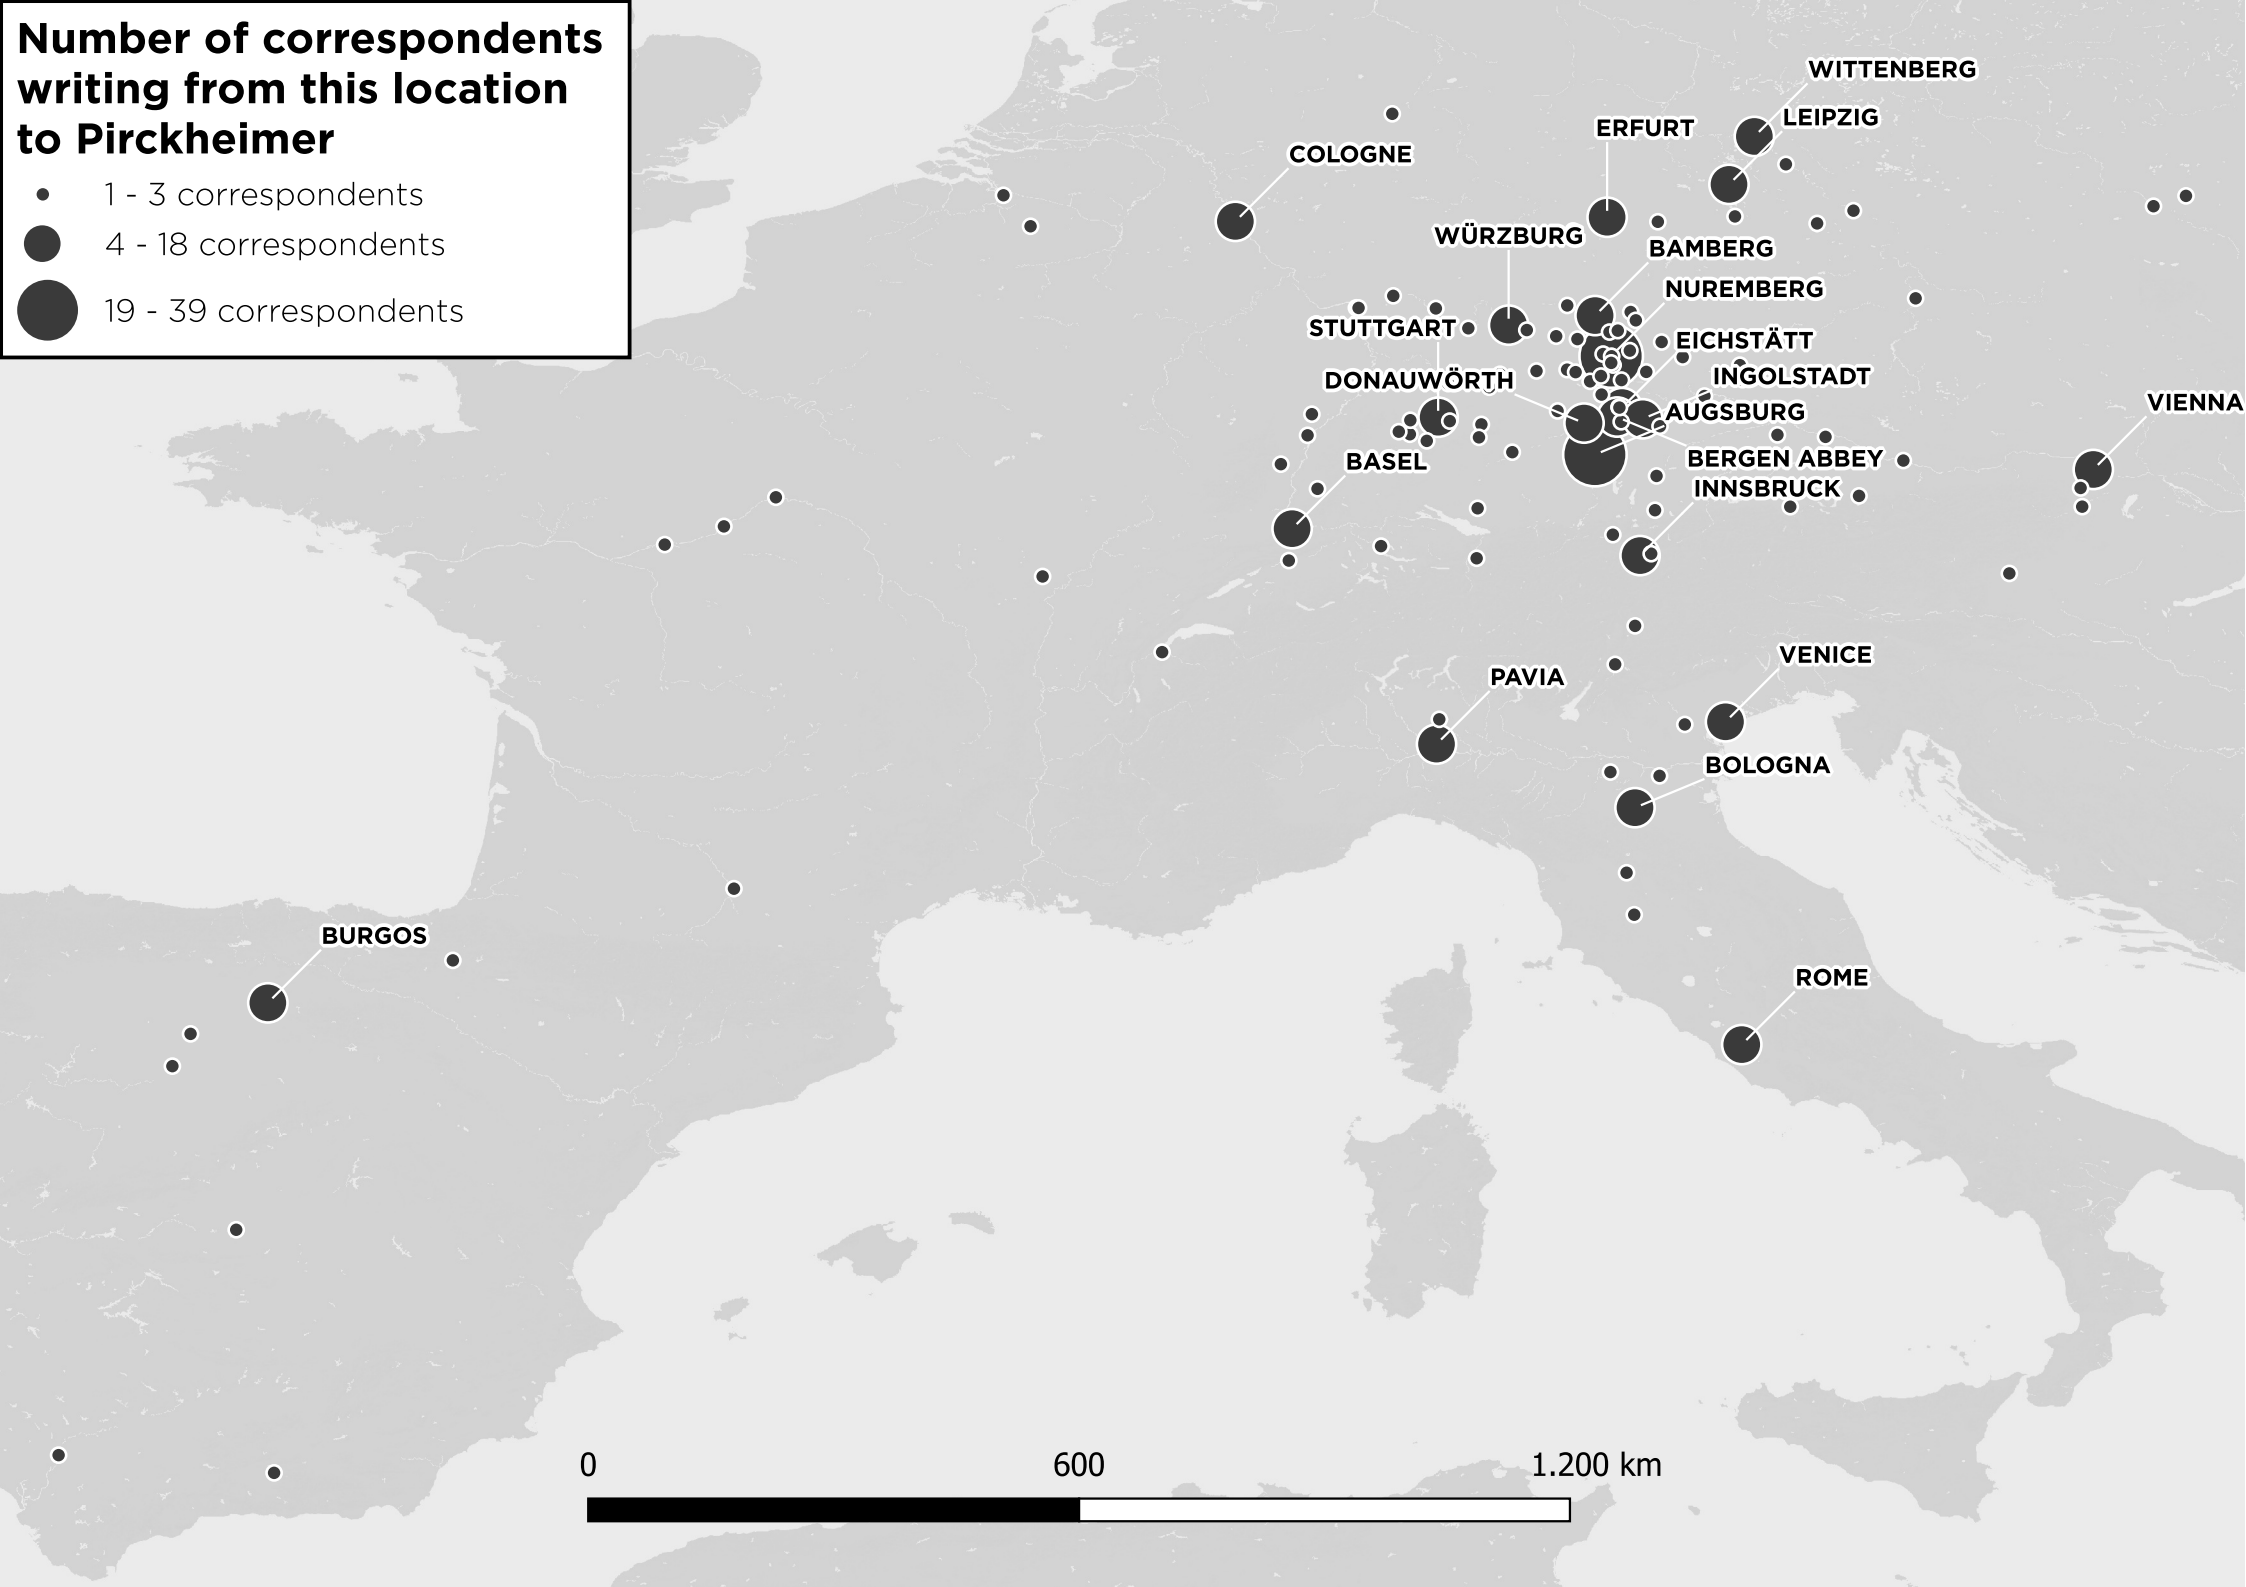 Number of correspondents
writing from this location
to Pirckheimer
1 - 3 correspondents
4 - 18 correspondents
19 - 39 correspondents
WITTENBERG
LEIPZIG
ERFURT
COLOGNE
WÜRZBURG
BAMBERG
NUREMBERG
STUTTGART
EICHSTÄTT
DONAUWÖRTH
INGOLSTADT
VIENNA
AUGSBURG
BASEL
BERGEN ABBEY
INNSBRUCK
VENICE
PAVIA
BOLOGNA
BURGOS
ROME
0 600 1.200 km